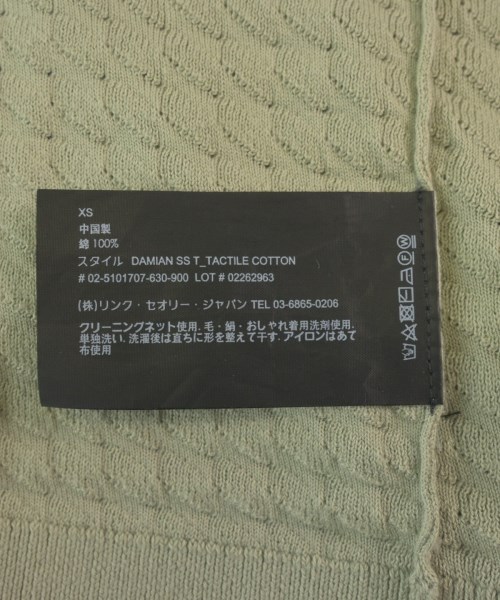 XS
中国製
綿 100%
スタイル DAMIAN SS T_TACTILE COTTON
# 02-5101707-630-900 LOT # 02262963
(株)リンク・セオリー・ジャパン TEL 03-6865-0206
クリーニングネット使用. 毛・絹・おしゃれ着用洗剤使用.
単独洗い. 洗濯後は直ちに形を整えて干す. アイロンはあて
布使用